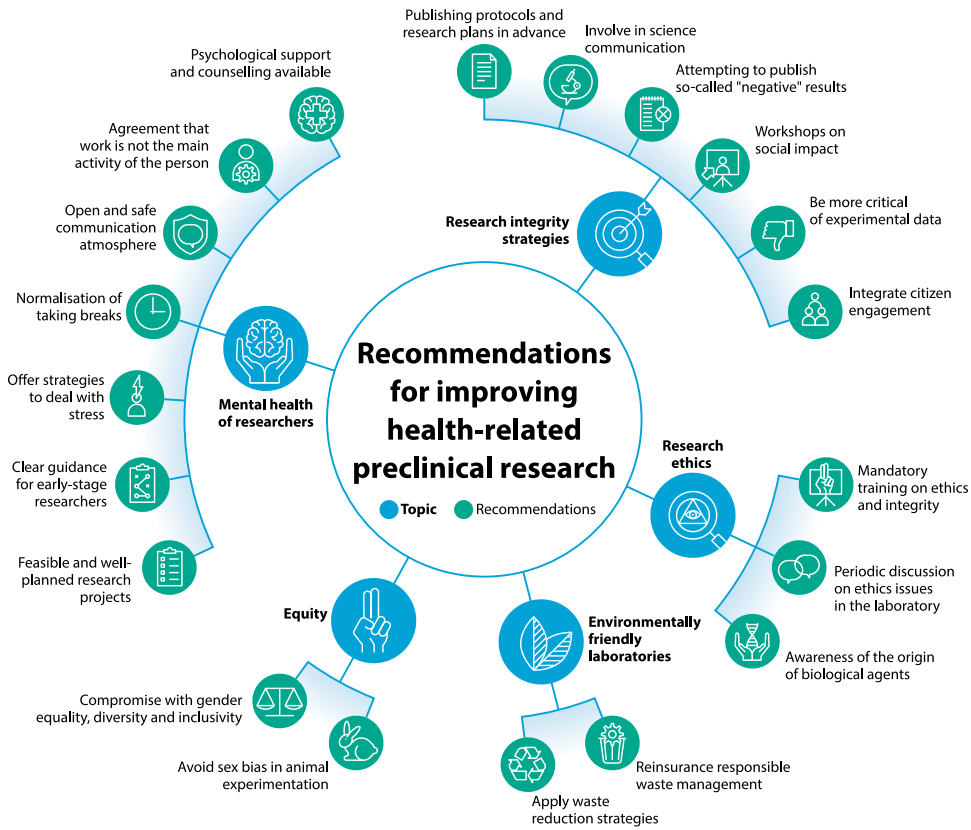 Recommendations
for improving
health-related
preclinical research
Topic
Recommendations
Research integrity
strategies
Publishing protocols and
research plans in advance
Involve in science
communication
Attempting to publish
so-called "negative" results
Workshops on
social impact
Be more critical
of experimental data
Integrate citizen
engagement
Research
ethics
Mandatory
training on ethics
and integrity
Periodic discussion
on ethics issues
in the laboratory
Awareness of the origin
of biological agents
Environmentally
friendly
laboratories
Reinsurance responsible
waste management
Apply waste
reduction strategies
Equity
Avoid sex bias in animal
experimentation
Compromise with gender
equality, diversity and inclusivity
Mental health
of researchers
Psychological support
and counselling available
Agreement that
work is not the main
activity of the person
Open and safe
communication
atmosphere
Normalisation of
taking breaks
Offer strategies
to deal with
stress
Clear guidance
for early-stage
researchers
Feasible and well-
planned research
projects